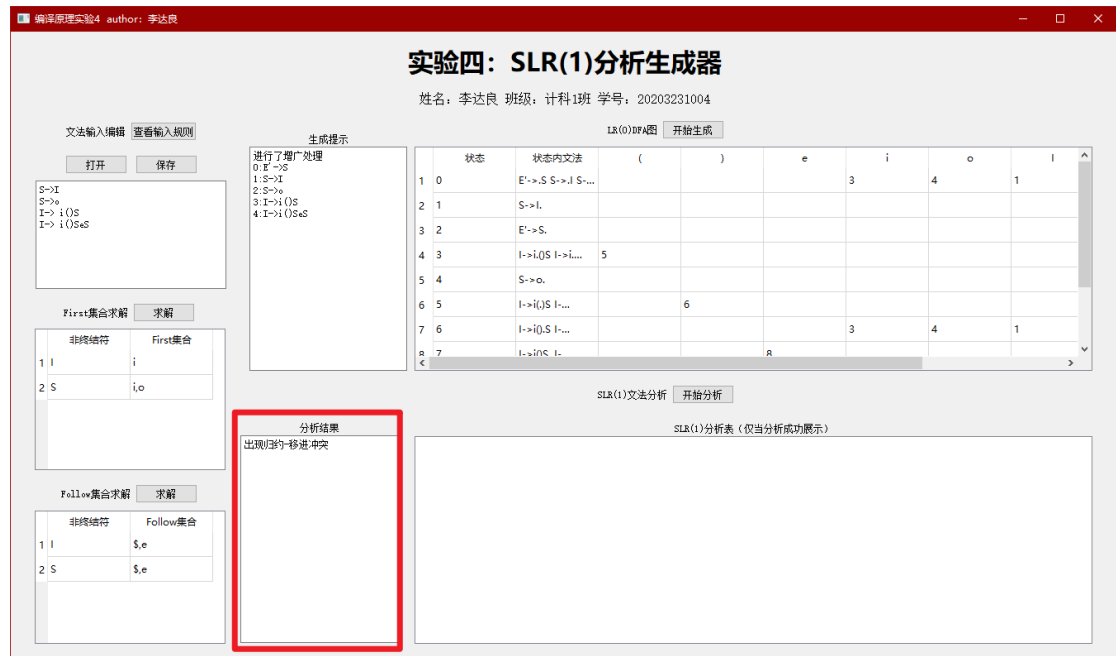 编译原理实验4 author：李达良
实验四：SLR(1)分析生成器
姓名：李达良 班级：计科1班 学号：20203231004
文法输入编辑 查看输入规则
打开 保存
S->I
S->o
I-> i()S
I-> i()SeS
First集合求解 求解
非终结符 First集合
1 I i
2 S i,o
Follow集合求解 求解
非终结符 Follow集合
1 I $,e
2 S $,e
生成提示
进行了增广处理
0:E'->S
1:S->I
2:S->o
3:I->i()S
4:I->i()SeS
分析结果
出现归约-移进冲突
LR(0)DFA图 开始生成
状态 状态内文法 ( ) e i o I
1 0 E'->.S S->.I S-... 3 4 1
2 1 S->I.
3 2 E'->S.
4 3 I->i.()S I->i.... 5
5 4 S->o.
6 5 I->i(.)S I-... 6
7 6 I->i().S I-... 3 4 1
8 7 I->i()S. I-... 8
SLR(1)文法分析 开始分析
SLR(1)分析表（仅当分析成功展示）